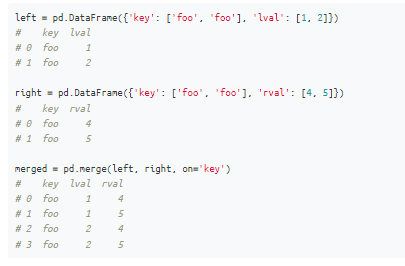 left = pd.DataFrame({'key': ['foo', 'foo'], 'lval': [1, 2]})
#    key  lval
# 0  foo     1
# 1  foo     2
right = pd.DataFrame({'key': ['foo', 'foo'], 'rval': [4, 5]})
#    key  rval
# 0  foo     4
# 1  foo     5
merged = pd.merge(left, right, on='key')
#    key  lval  rval
# 0  foo     1     4
# 1  foo     1     5
# 2  foo     2     4
# 3  foo     2     5